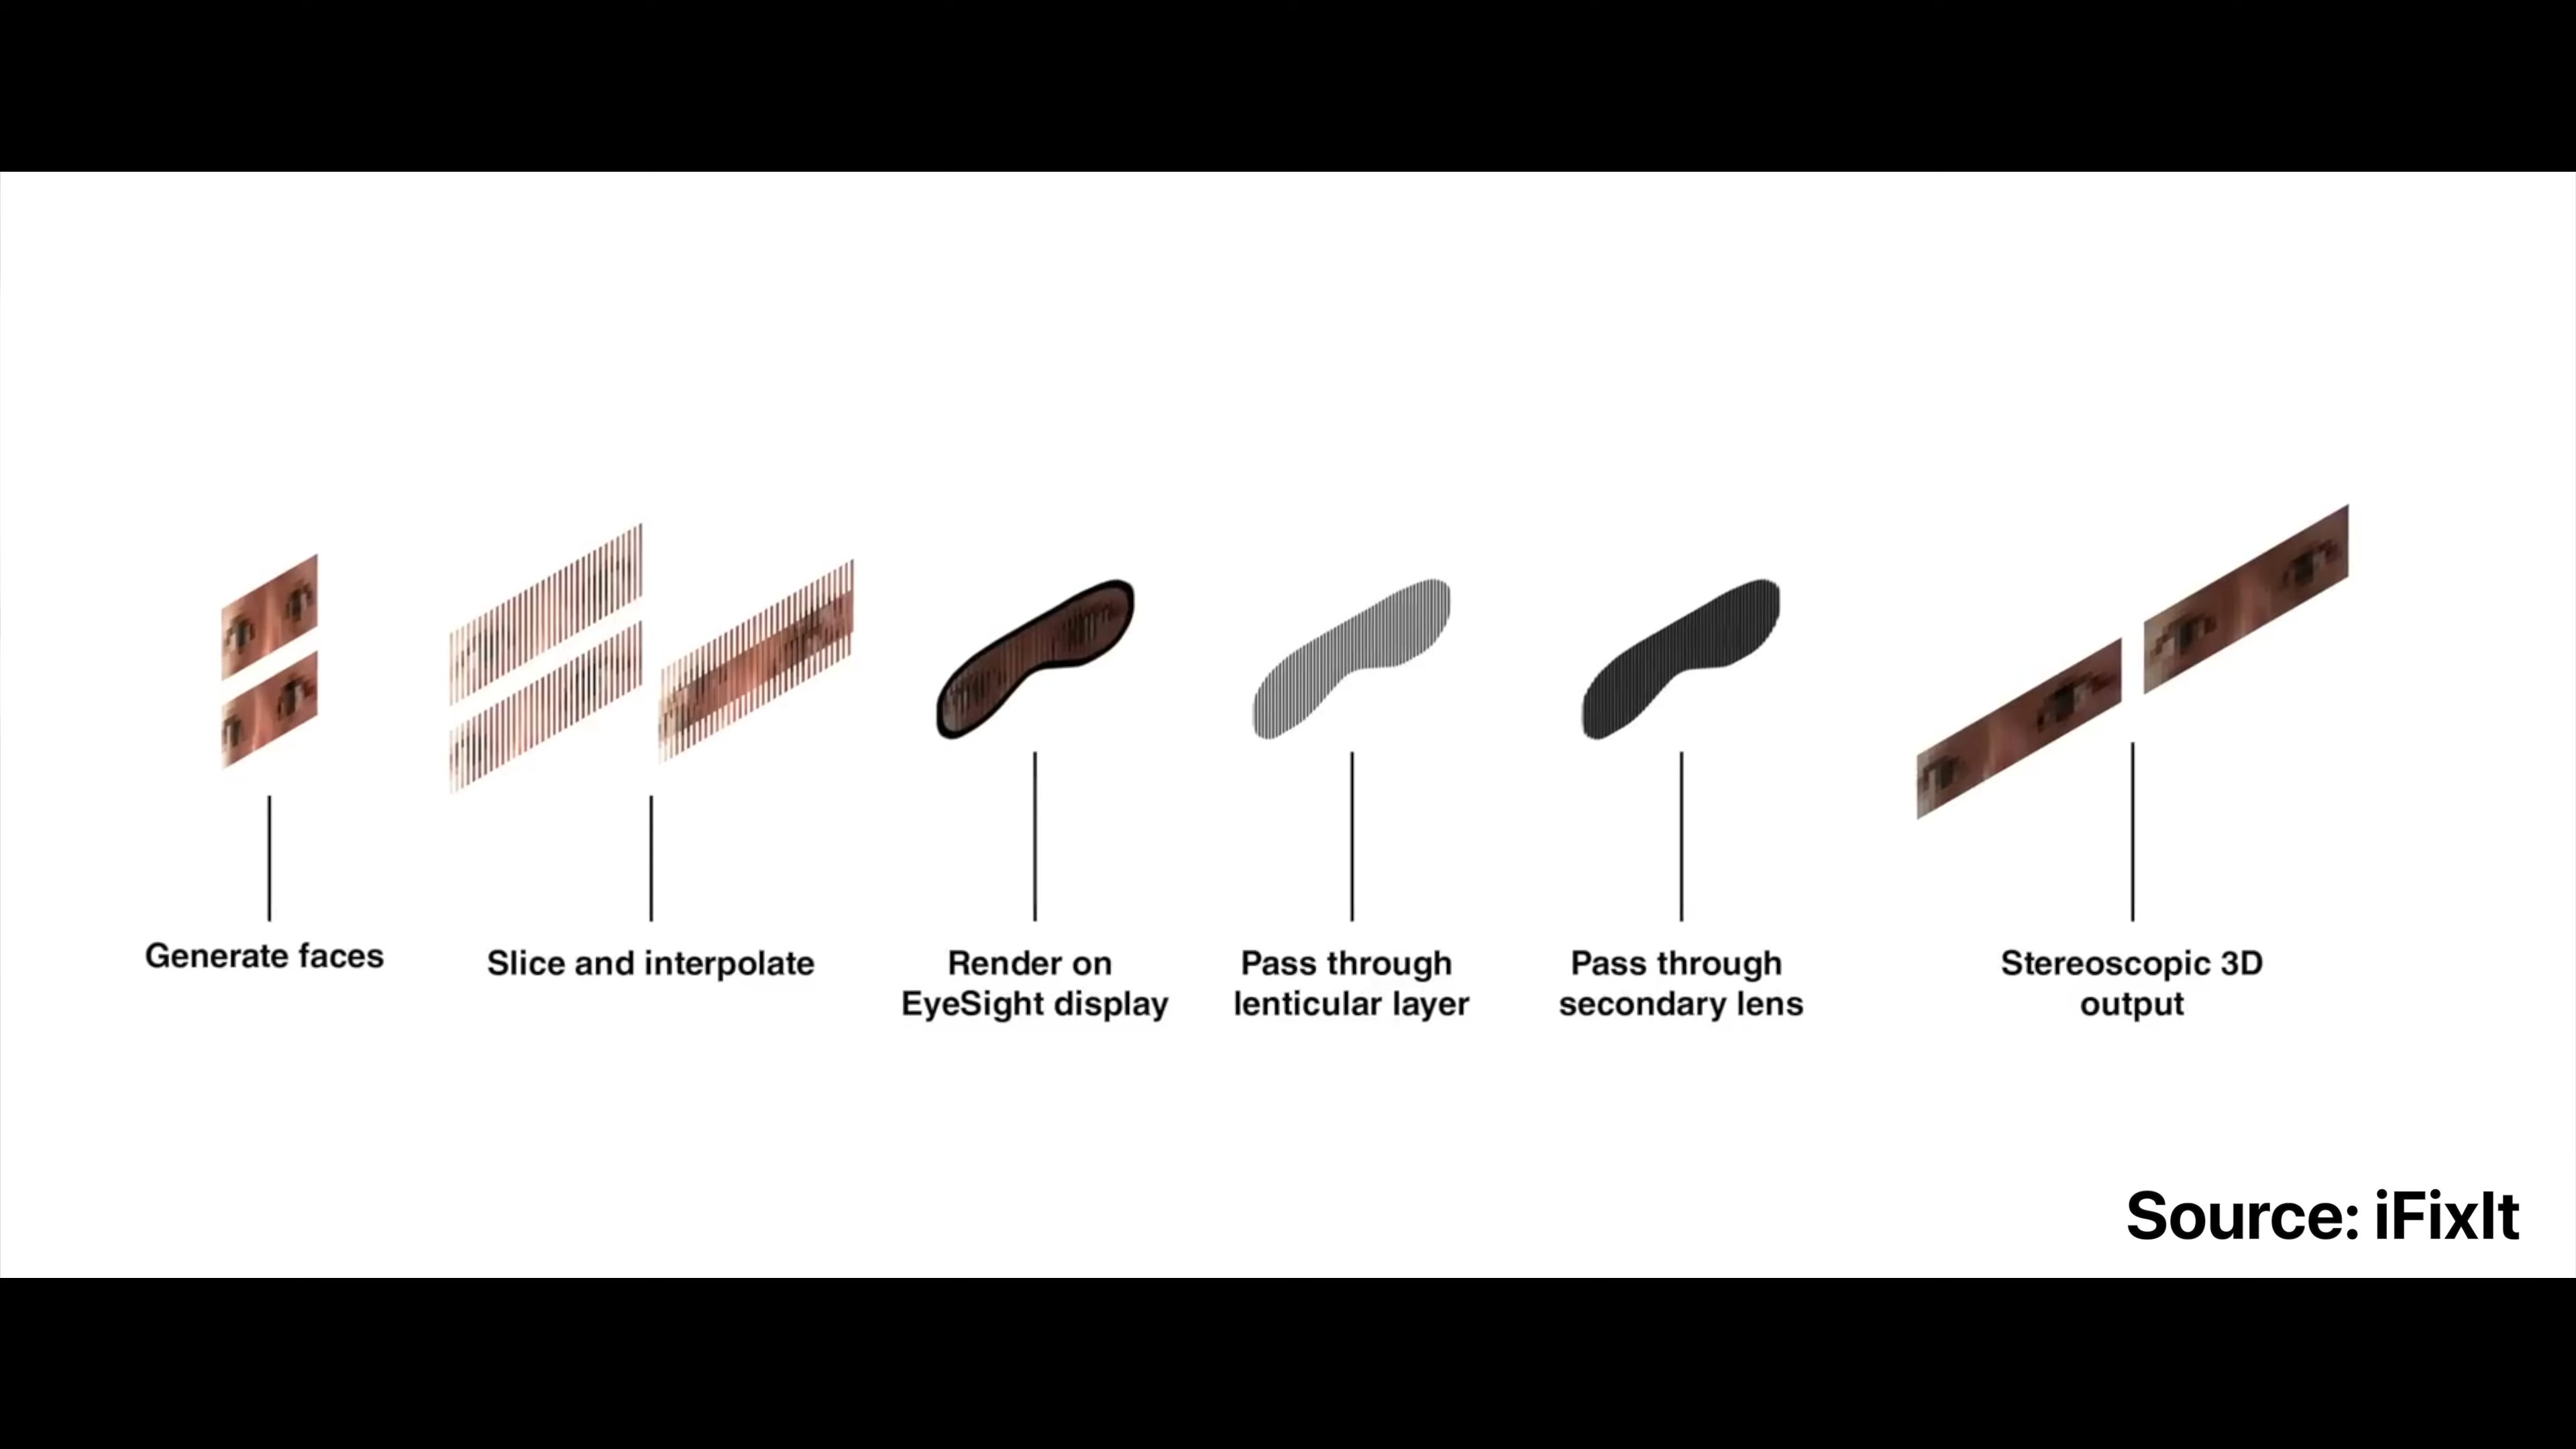 Generate faces
Slice and interpolate
Render on
EyeSight display
Pass through
lenticular layer
Pass through
secondary lens
Stereoscopic 3D
output
Source: iFixIt